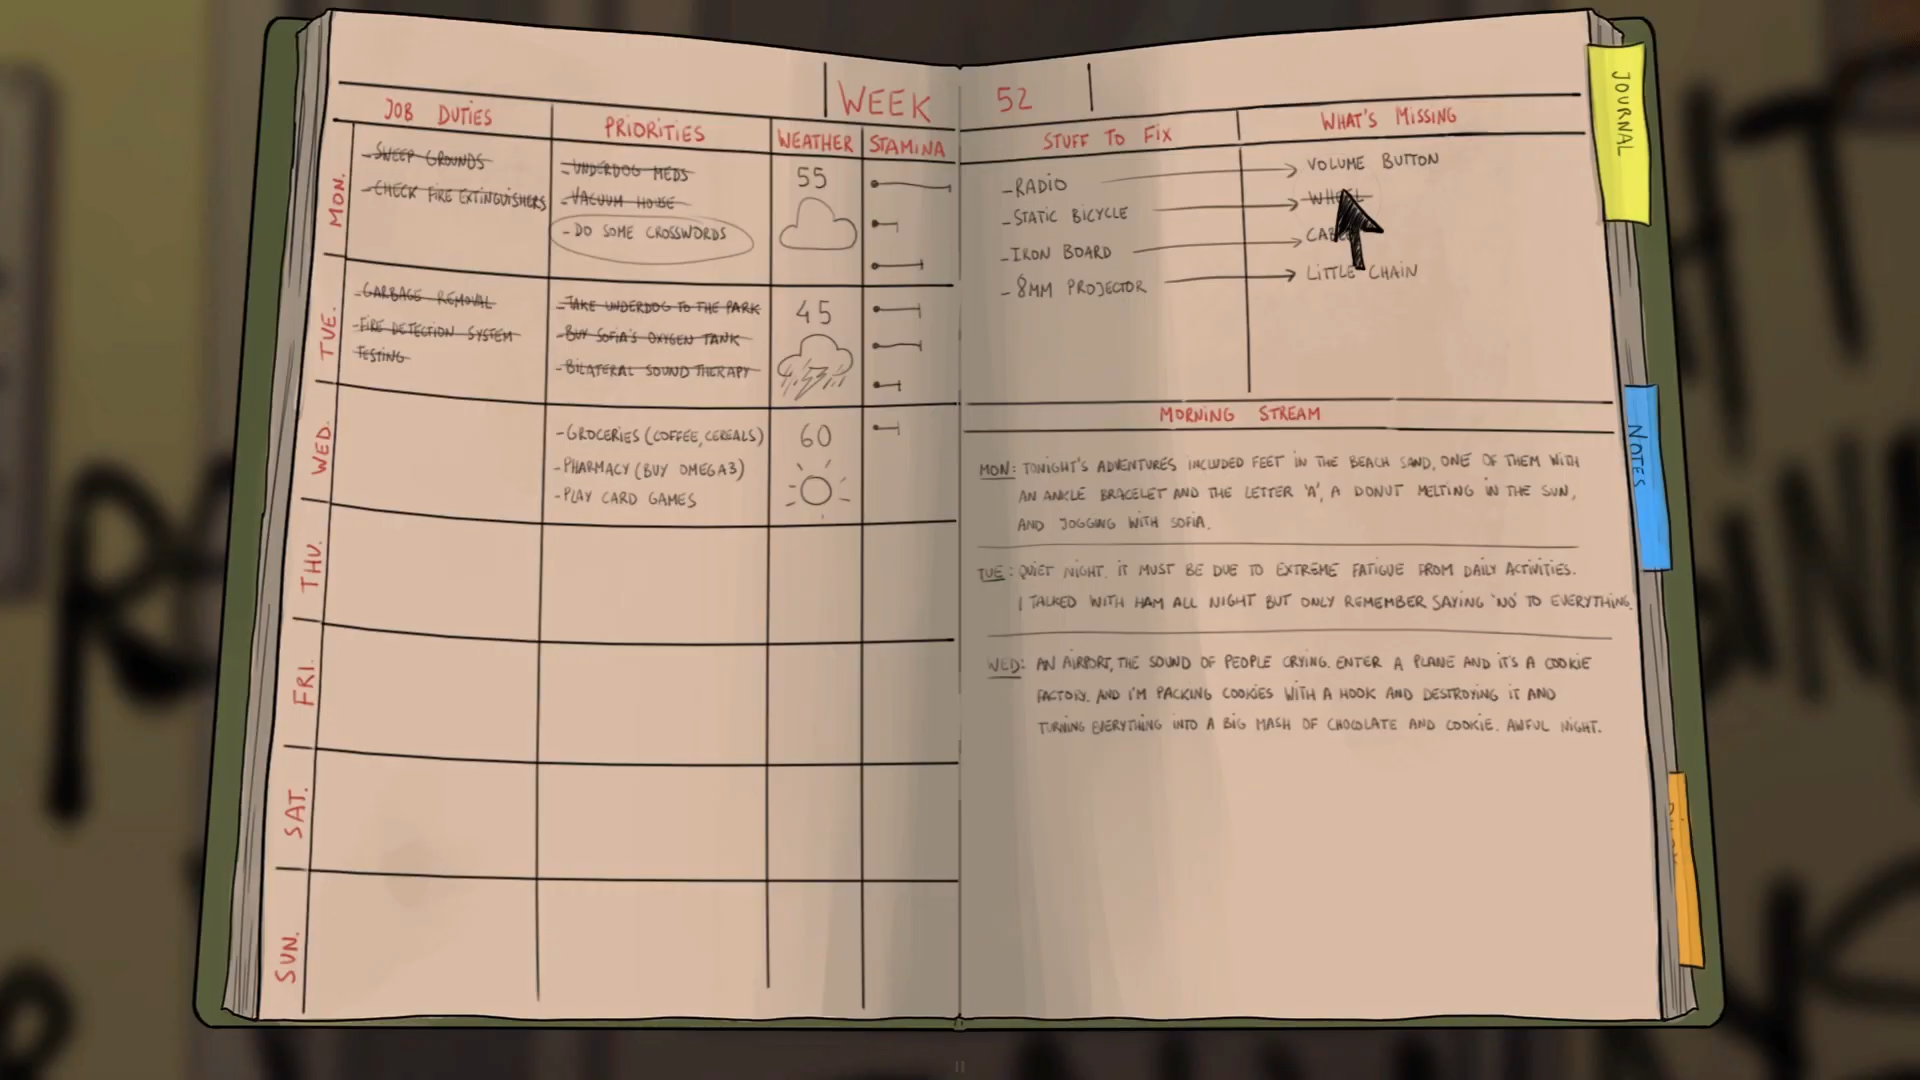 WEEK 52
JOB DUTIES
PRIORITIES
WEATHER
STAMINA
MON.
-SWEEP GROUNDS
-CHECK FIRE EXTINGUISHERS
-UNDERDOG MEDS
-VACUUM HOUSE
-DO SOME CROSSWORDS
55
TUE.
-GARBAGE REMOVAL
-FIRE DETECTION SYSTEM
TESTING
-TAKE UNDERDOG TO THE PARK
-BUY SOFIA'S OXYGEN TANK
-BILATERAL SOUND THERAPY
45
WED.
-GROCERIES (COFFEE, CEREALS)
-PHARMACY (BUY OMEGA3)
-PLAY CARD GAMES
60
THU.
FRI.
SAT.
SUN.
STUFF TO FIX
WHAT'S MISSING
-RADIO
VOLUME BUTTON
-STATIC BICYCLE
-WHEEL
-IRON BOARD
-8MM PROJECTOR
LITTLE CHAIN
MORNING STREAM
MON: TONIGHT'S ADVENTURES INCLUDED FEET IN THE BEACH SAND, ONE OF THEM WITH
AN ANKLE BRACELET AND THE LETTER 'A', A DONUT MELTING IN THE SUN,
AND JOGGING WITH SOFIA.
TUE: QUIET NIGHT. IT MUST BE DUE TO EXTREME FATIGUE FROM DAILY ACTIVITIES.
I TALKED WITH HAM ALL NIGHT BUT ONLY REMEMBER SAYING 'NO' TO EVERYTHING.
WED: AN AIRPORT, THE SOUND OF PEOPLE CRYING. ENTER A PLANE AND IT'S A COOKIE
FACTORY. AND I'M PACKING COOKIES WITH A HOOK AND DESTROYING IT AND
TURNING EVERYTHING INTO A BIG MASH OF CHOCOLATE AND COOKIE. AWFUL NIGHT.
JOURNAL
NOTES